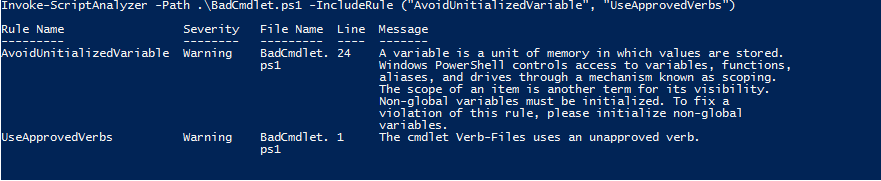 Invoke-ScriptAnalyzer -Path .\BadCmdlet.ps1 -IncludeRule ("AvoidUnitializedVariable", "UseApprovedVerbs")
Rule Name Severity File Name Line Message
--------- -------- --------- ---- -------
AvoidUnitializedVariable Warning BadCmdlet. 24 A variable is a unit of memory in which values are stored.
ps1 Windows PowerShell controls access to variables, functions,
aliases, and drives through a mechanism known as scoping.
The scope of an item is another term for its visibility.
Non-global variables must be initialized. To fix a
violation of this rule, please initialize non-global
variables.
UseApprovedVerbs Warning BadCmdlet. 1 The cmdlet Verb-Files uses an unapproved verb.
ps1